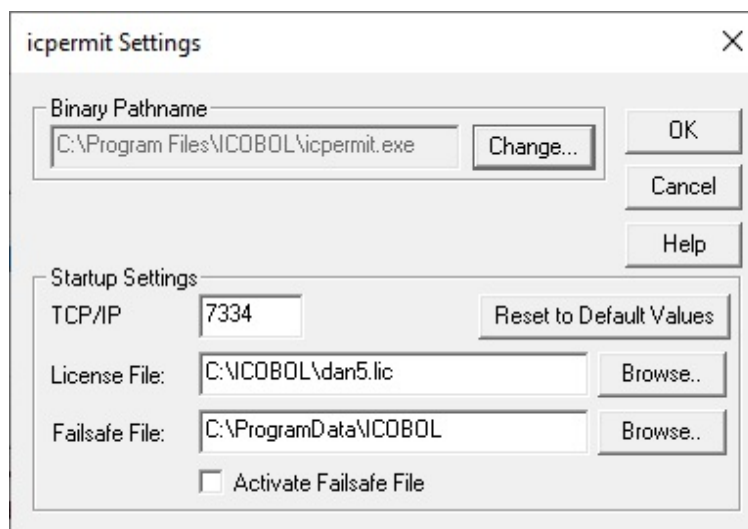 icpermit Settings
Binary Pathname
C:\Program Files\ICOBOL\icpermit.exe
Change...
OK
Cancel
Help
Startup Settings
TCP/IP
7334
Reset to Default Values
License File:
C:\ICOBOL\dan5.lic
Browse..
Failsafe File:
C:\ProgramData\ICOBOL
Browse..
Activate Failsafe File